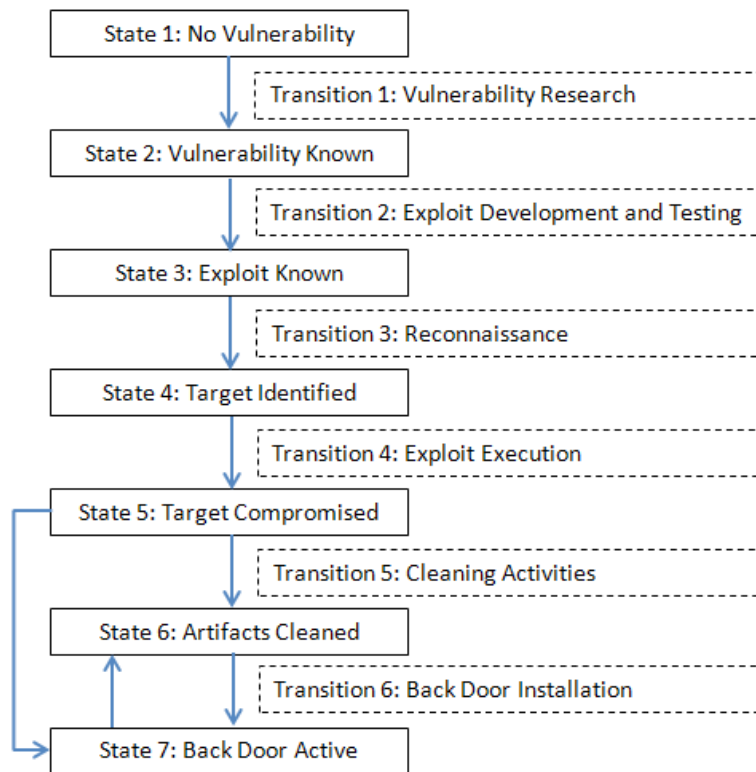 State 1: No Vulnerability
Transition 1: Vulnerability Research
State 2: Vulnerability Known
Transition 2: Exploit Development and Testing
State 3: Exploit Known
Transition 3: Reconnaissance
State 4: Target Identified
Transition 4: Exploit Execution
State 5: Target Compromised
Transition 5: Cleaning Activities
State 6: Artifacts Cleaned
Transition 6: Back Door Installation
State 7: Back Door Active